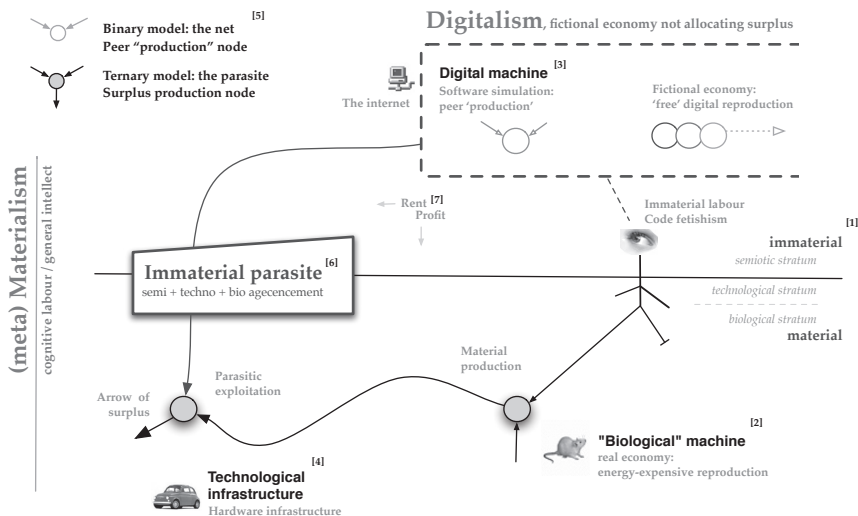 [5]
Binary model: the net
Peer “production” node
Ternary model: the parasite
Surplus production node
Digitalism, fictional economy not allocating surplus
The internet
Digital machine [3]
Software simulation:
peer ‘production’
Fictional economy:
‘free’ digital reproduction
(meta) Materialism
cognitive labour / general intellect
Rent [7]
Profit
Immaterial labour
Code fetishism
[1]
immaterial
semiotic stratum
technological stratum
biological stratum
material
Immaterial parasite [6]
semi + techno + bio agecencement
Material
production
Parasitic
exploitation
Arrow of
surplus
[2]
"Biological" machine
real economy:
energy-expensive reproduction
[4]
Technological
infrastructure
Hardware infrastructure